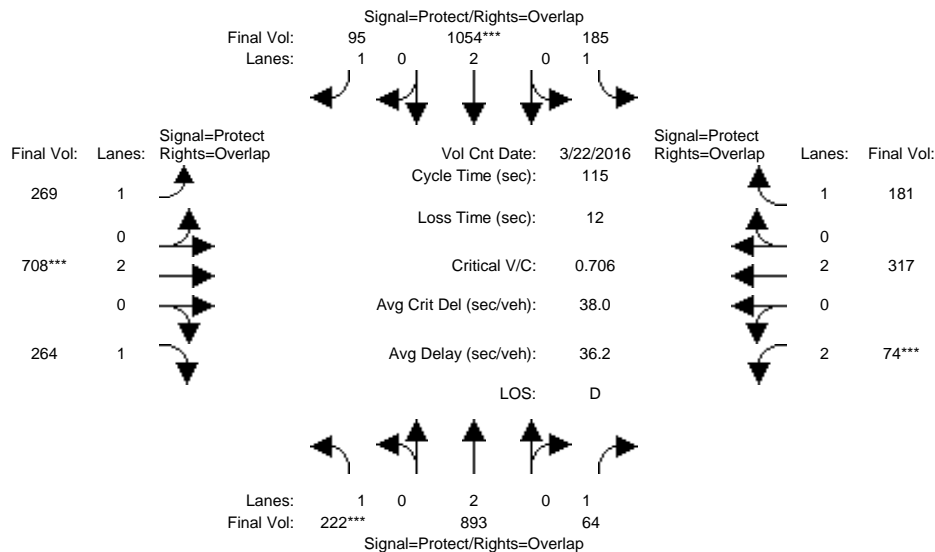 Signal=Protect/Rights=Overlap
Final Vol: 95 1054*** 185
Lanes: 1 0 2 0 1
Signal=Protect Signal=Protect
Final Vol: Lanes: Rights=Overlap Vol Cnt Date: 3/22/2016 Rights=Overlap Lanes: Final Vol:
Cycle Time (sec): 115
269 1 1 181
Loss Time (sec): 12
0 0
708*** 2 Critical V/C: 0.706 2 317
0 Avg Crit Del (sec/veh): 38.0 0
264 1 Avg Delay (sec/veh): 36.2 2 74***
LOS: D
Lanes: 1 0 2 0 1
Final Vol: 222*** 893 64
Signal=Protect/Rights=Overlap